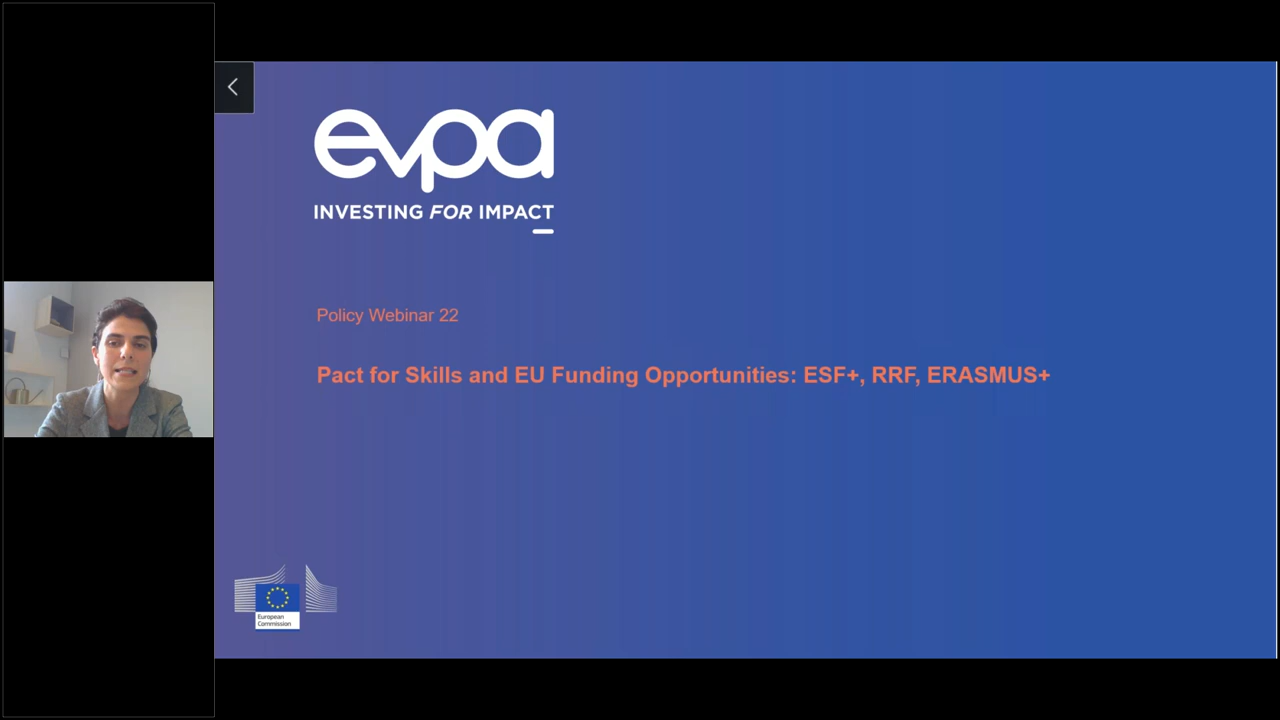 evpa
INVESTING FOR IMPACT
Policy Webinar 22
Pact for Skills and EU Funding Opportunities: ESF+, RRF, ERASMUS+
European
Commission